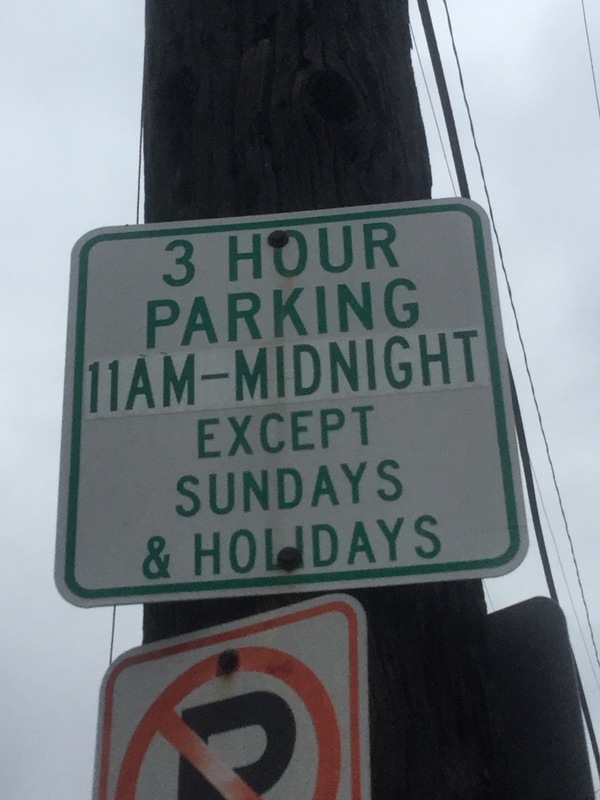 3 HOUR
PARKING
11AM-MIDNIGHT
EXCEPT
SUNDAYS
& HOLIDAYS
P